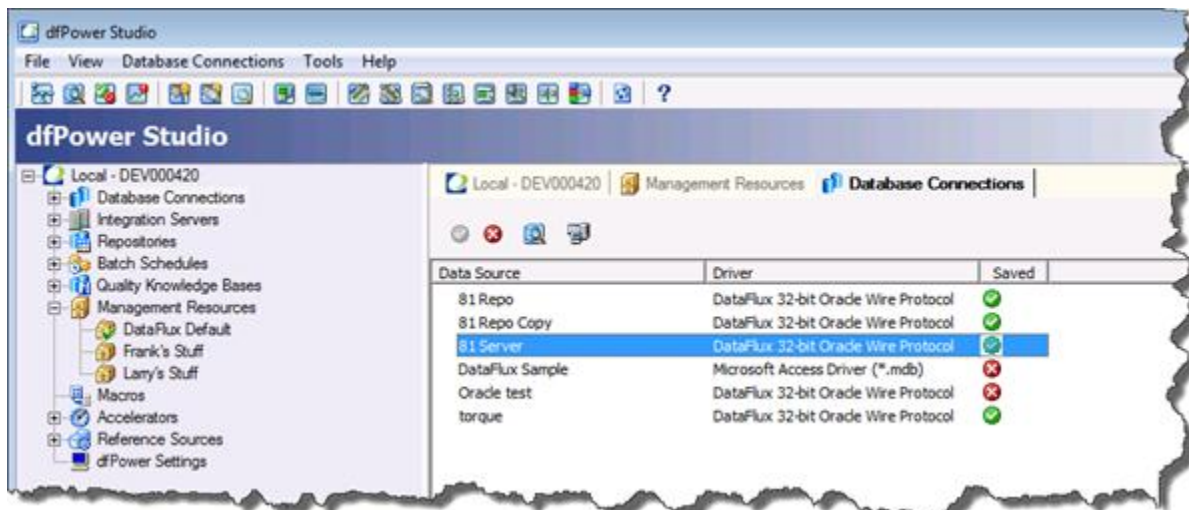 dfPower Studio
File View Database Connections Tools Help
?
dfPower Studio
Local - DEV000420
Database Connections
Integration Servers
Repositories
Batch Schedules
Quality Knowledge Bases
Management Resources
DataFlux Default
Frank's Stuff
Larry's Stuff
Macros
Accelerators
Reference Sources
dfPower Settings
Local - DEV000420 Management Resources Database Connections
Data Source Driver Saved
81 Repo DataFlux 32-bit Oracle Wire Protocol
81 Repo Copy DataFlux 32-bit Oracle Wire Protocol
81 Server DataFlux 32-bit Oracle Wire Protocol
DataFlux Sample Microsoft Access Driver (*.mdb)
Oracle test DataFlux 32-bit Oracle Wire Protocol
torque DataFlux 32-bit Oracle Wire Protocol